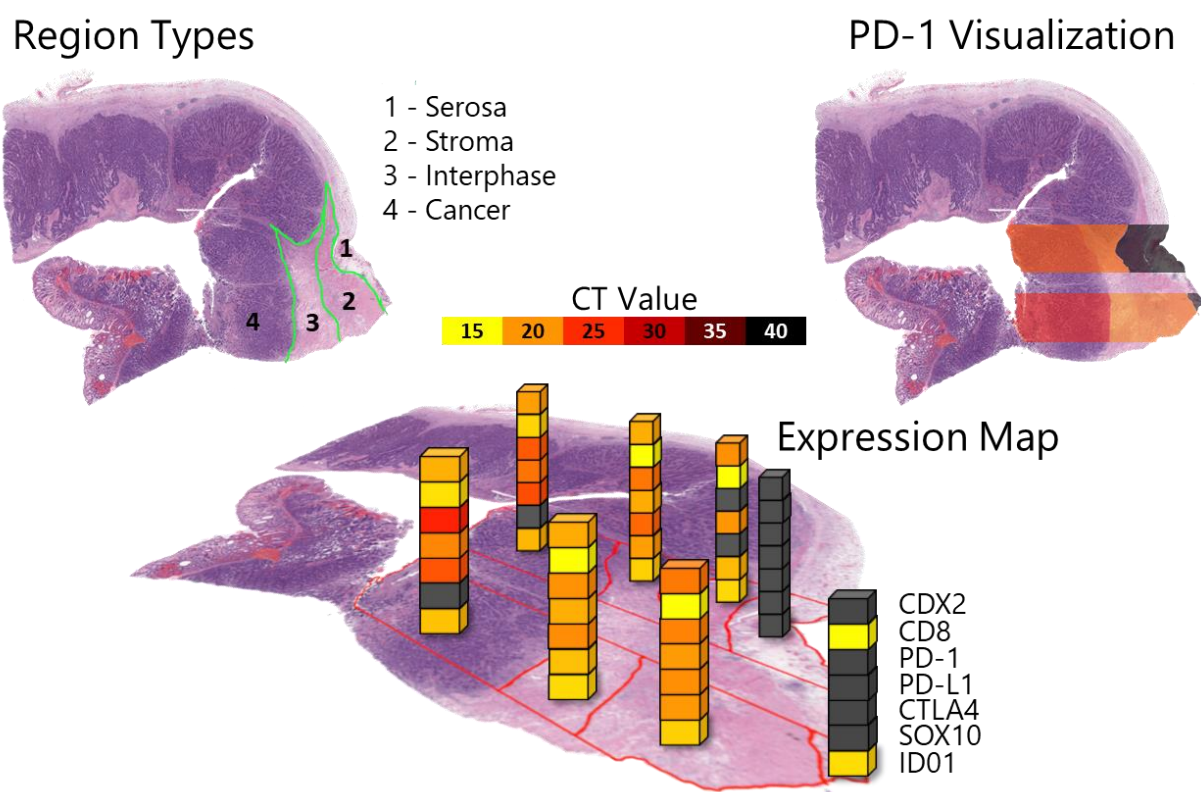 Region Types
PD-1 Visualization
1 - Serosa
2 - Stroma
3 - Interphase
4 - Cancer
1
2
3
4
CT Value
15 20 25 30 35 40
Expression Map
CDX2
CD8
PD-1
PD-L1
CTLA4
SOX10
ID01